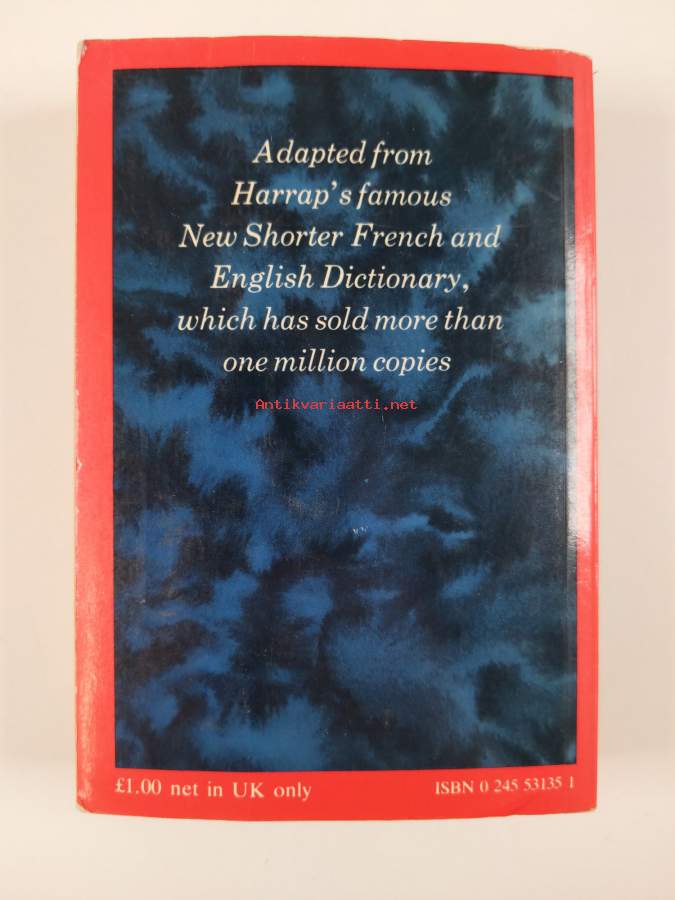 Adapted from
Harrap's famous
New Shorter French and
English Dictionary,
which has sold more than
one million copies
Antikvariaatti.net
£1.00 net in UK only
ISBN 0 245 53135 1